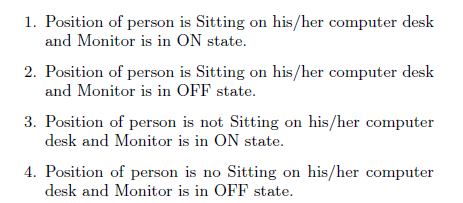 1. Position of person is Sitting on his/her computer desk
and Monitor is in ON state.
2. Position of person is Sitting on his/her computer desk
and Monitor is in OFF state.
3. Position of person is not Sitting on his/her computer
desk and Monitor is in ON state.
4. Position of person is no Sitting on his/her computer
desk and Monitor is in OFF state.